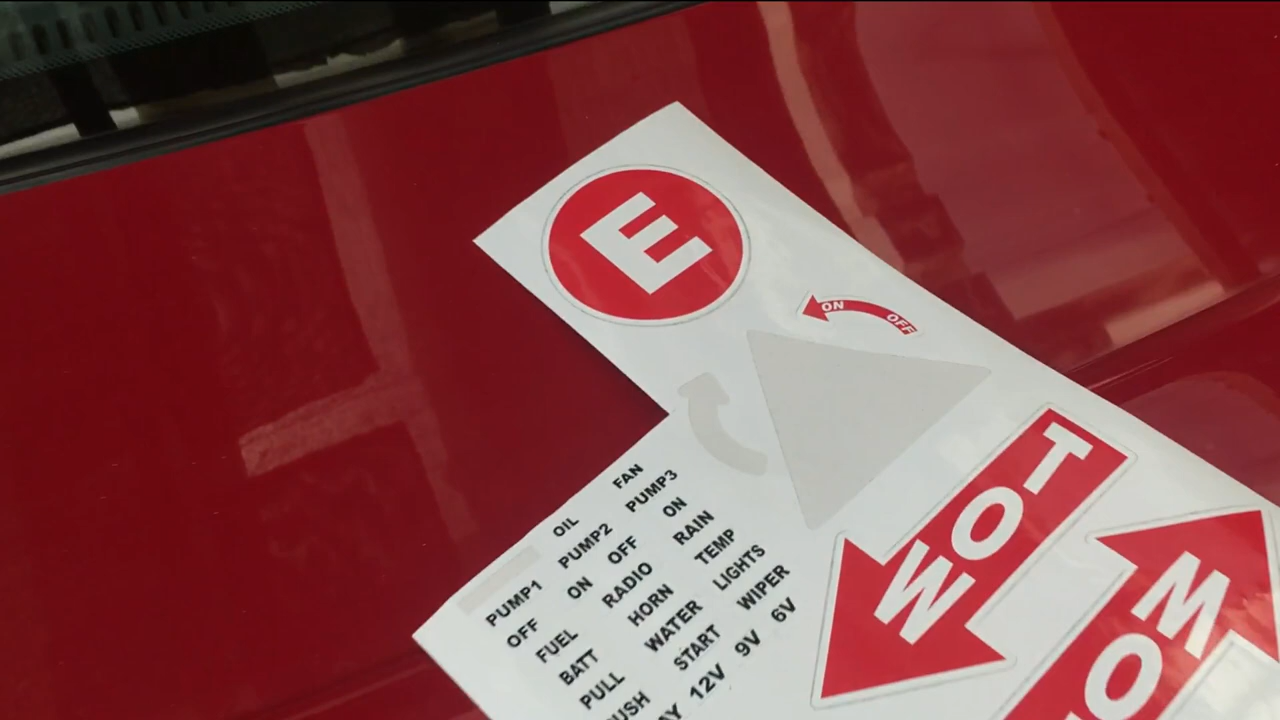 E
ON OFF
OIL FAN
PUMP1 PUMP2 PUMP3
OFF ON OFF ON
FUEL RADIO RAIN
BATT HORN TEMP
PULL WATER LIGHTS
START WIPER
12V 9V 6V
TOW